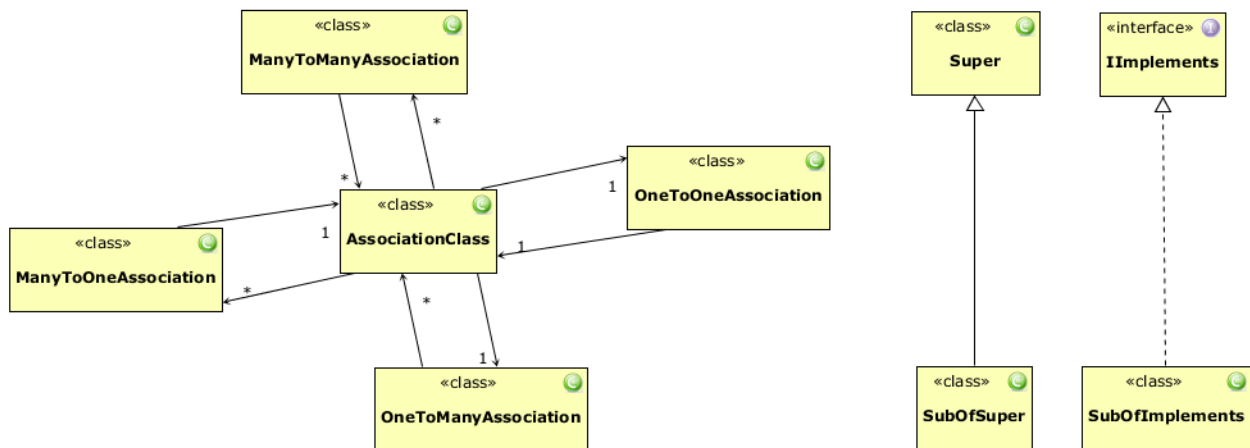 «class»
ManyToManyAssociation
*
*
«class»
OneToOneAssociation
1
1
«class»
AssociationClass
1
«class»
ManyToOneAssociation
*
*
1
«class»
OneToManyAssociation
«class»
Super
«interface»
IImplements
«class»
SubOfSuper
«class»
SubOfImplements